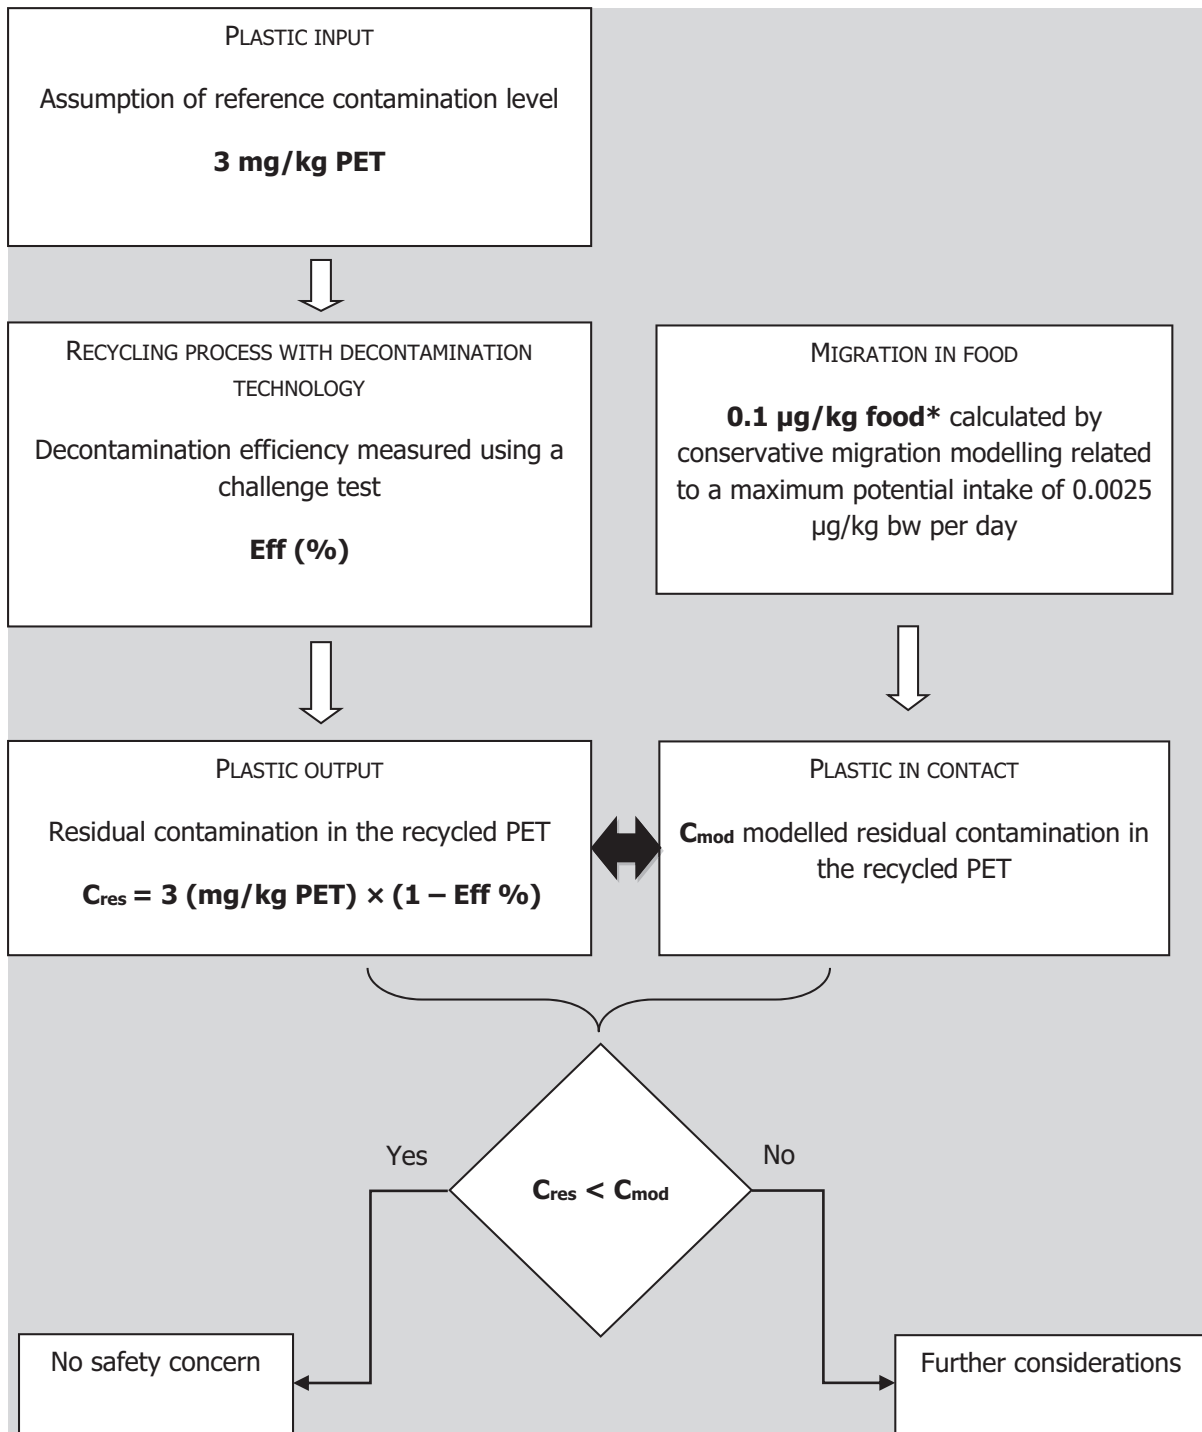 PLASTIC INPUT
Assumption of reference contamination level
3 mg/kg PET
RECYCLING PROCESS WITH DECONTAMINATION
TECHNOLOGY
Decontamination efficiency measured using a
challenge test
Eff (%)
MIGRATION IN FOOD
0.1 µg/kg food* calculated by
conservative migration modelling related
to a maximum potential intake of 0.0025
µg/kg bw per day
PLASTIC OUTPUT
Residual contamination in the recycled PET
Cres = 3 (mg/kg PET) × (1 – Eff %)
PLASTIC IN CONTACT
Cmod modelled residual contamination in
the recycled PET
Yes
No
Cres < Cmod
No safety concern
Further considerations